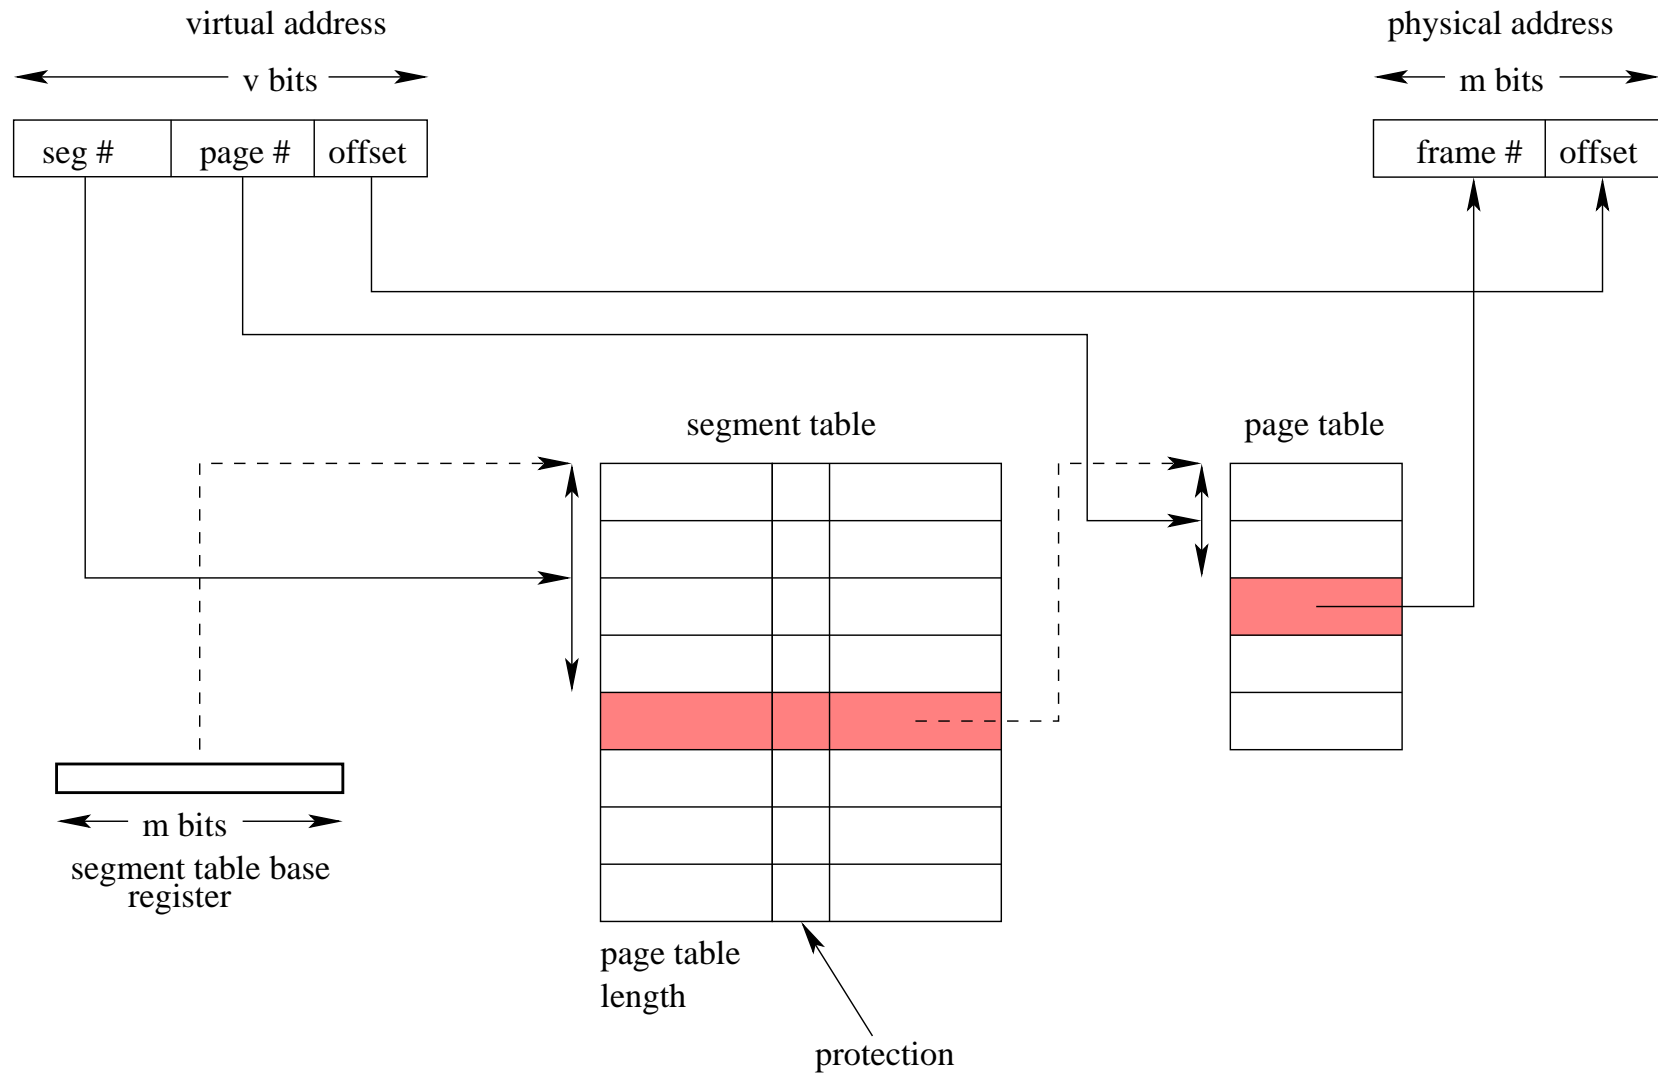 virtual address
physical address
v bits
m bits
seg #
page #
offset
frame #
offset
segment table
page table
m bits
segment table base
register
page table
length
protection